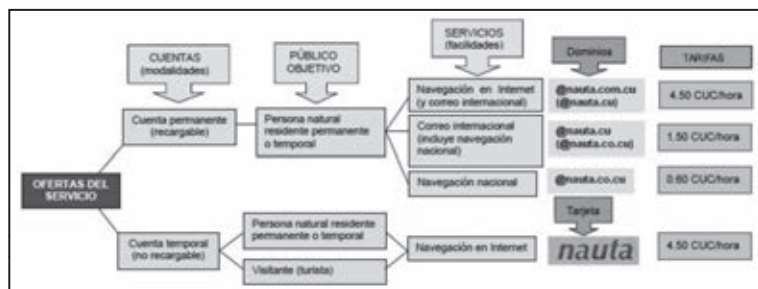 CUENTAS
(modalidades)
PÚBLICO
OBJETIVO
SERVICIOS
(facilidades)
Dominios
TARIFAS
Cuenta permanente
(recargable)
Persona natural
residente permanente
o temporal
Navegación en Internet
(y correo internacional)
@nauta.com.cu
(@nauta.cu)
4.50 CUC/hora
Correo internacional
(incluye navegación
nacional)
@nauta.cu
(@nauta.co.cu)
1.50 CUC/hora
Navegación nacional
@nauta.co.cu
0.60 CUC/hora
OFERTAS DEL
SERVICIO
Cuenta temporal
(no recargable)
Persona natural residente
permanente o temporal
Visitante (turista)
Navegación en Internet
Tarjeta
nauta
4.50 CUC/hora